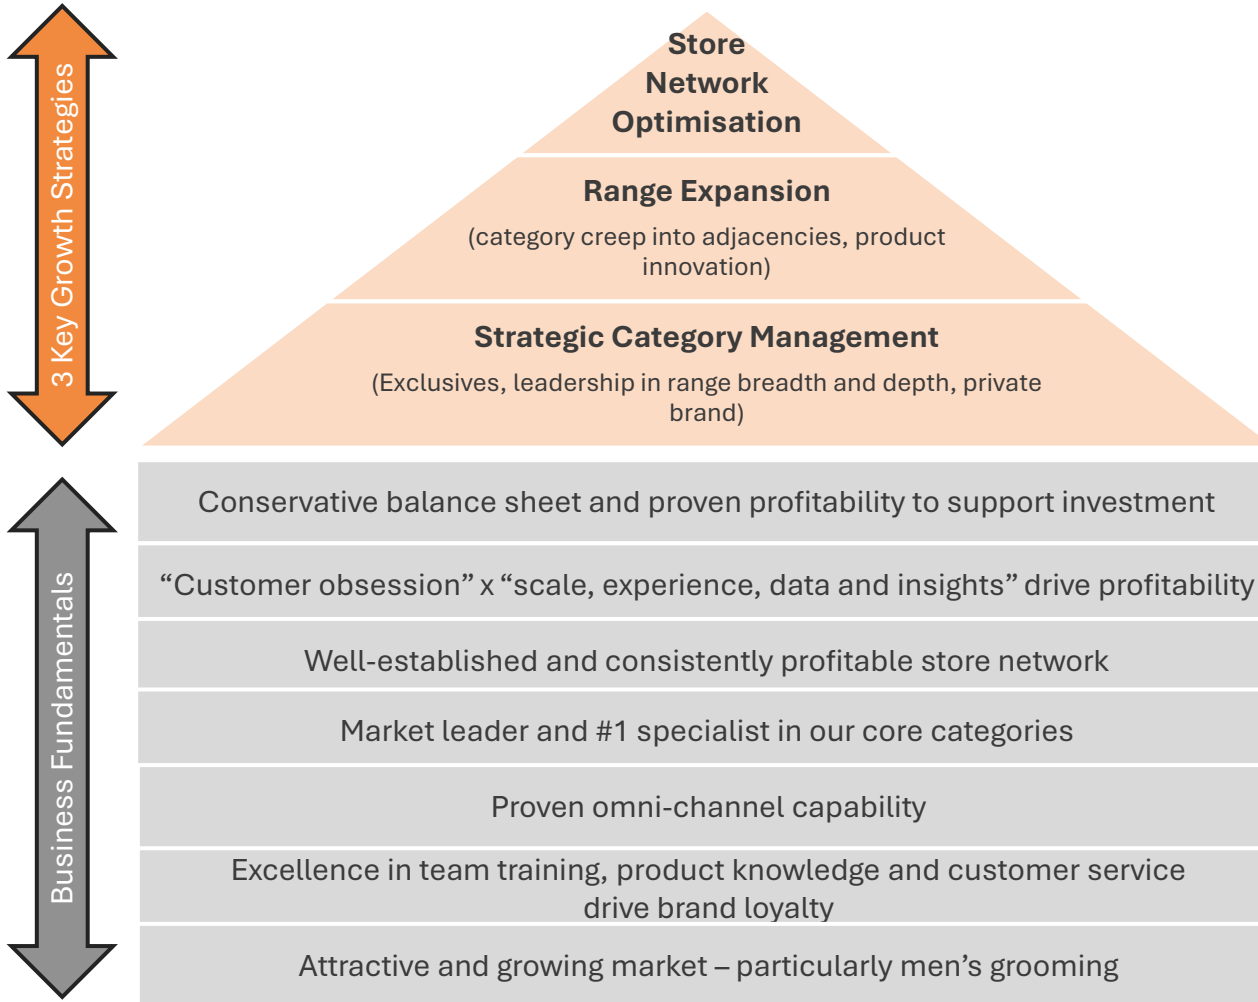 3 Key Growth Strategies
Store
Network
Optimisation
Range Expansion
(category creep into adjacencies, product
innovation)
Strategic Category Management
(Exclusives, leadership in range breadth and depth, private
brand)
Business Fundamentals
Conservative balance sheet and proven profitability to support investment
“Customer obsession” x “scale, experience, data and insights” drive profitability
Well-established and consistently profitable store network
Market leader and #1 specialist in our core categories
Proven omni-channel capability
Excellence in team training, product knowledge and customer service
drive brand loyalty
Attractive and growing market – particularly men’s grooming